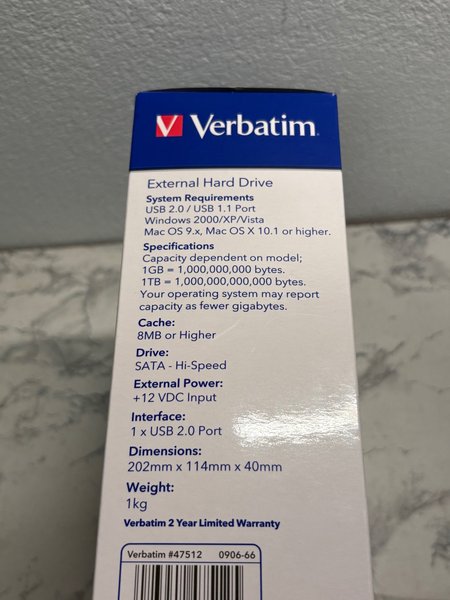 V Verbatim.
External Hard Drive
System Requirements
USB 2.0 / USB 1.1 Port
Windows 2000/XP/Vista
Mac OS 9.x, Mac OS X 10.1 or higher.
Specifications
Capacity dependent on model;
1GB = 1,000,000,000 bytes.
1TB = 1,000,000,000,000 bytes.
Your operating system may report
capacity as fewer gigabytes.
Cache:
8MB or Higher
Drive:
SATA - Hi-Speed
External Power:
+12 VDC Input
Interface:
1 x USB 2.0 Port
Dimensions:
202mm x 114mm x 40mm
Weight:
1kg
Verbatim 2 Year Limited Warranty
Verbatim #47512 0906-66